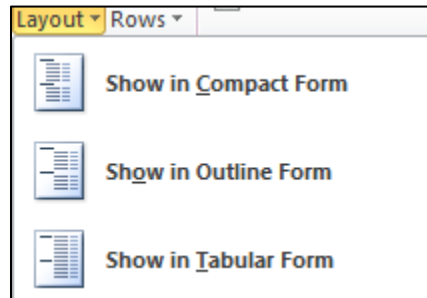 Layout Rows
Show in Compact Form
Show in Outline Form
Show in Tabular Form